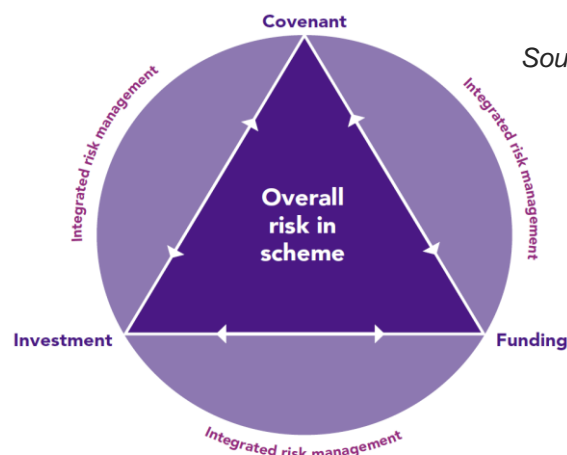 Covenant
Sou
Integrated risk management
Integrated risk management
Overall
risk in
scheme
Investment
Funding
Integrated risk management